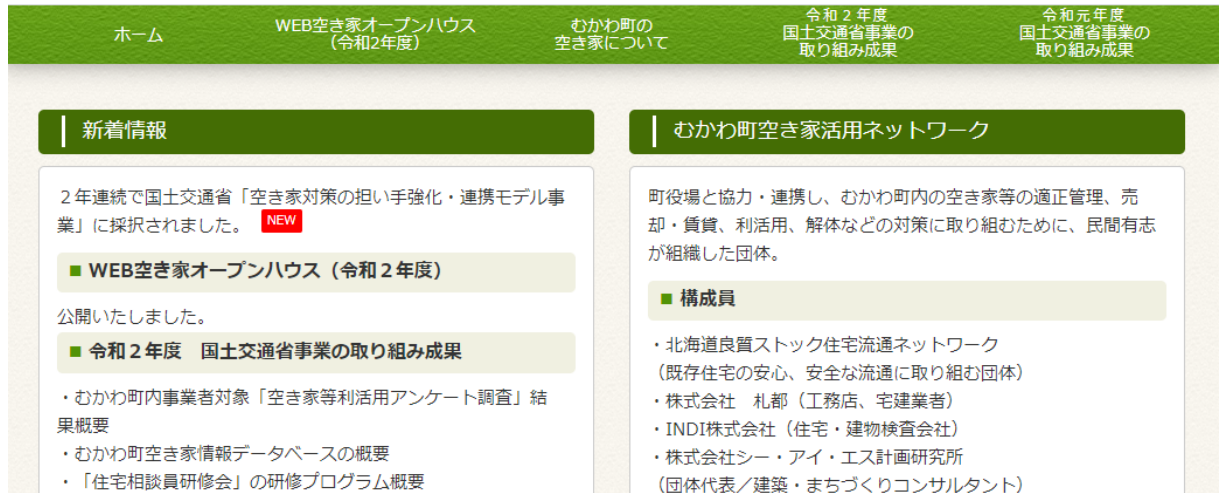 ホーム
WEB空き家オープンハウス
(令和2年度)
むかわ町の
空き家について
令和２年度
国土交通省事業の
取り組み成果
令和元年度
国土交通省事業の
取り組み成果
新着情報
２年連続で国土交通省「空き家対策の担い手強化・連携モデル事
業」に採択されました。 NEW
■ WEB空き家オープンハウス（令和２年度）
公開いたしました。
■ 令和２年度　国土交通省事業の取り組み成果
・むかわ町内事業者対象「空き家等利活用アンケート調査」結
果概要
・むかわ町空き家情報データベースの概要
・「住宅相談員研修会」の研修プログラム概要
むかわ町空き家活用ネットワーク
町役場と協力・連携し、むかわ町内の空き家等の適正管理、売
却・賃貸、利活用、解体などの対策に取り組むために、民間有志
が組織した団体。
■ 構成員
・北海道良質ストック住宅流通ネットワーク
（既存住宅の安心、安全な流通に取り組む団体）
・株式会社　札都（工務店、宅建業者）
・INDI株式会社（住宅・建物検査会社）
・株式会社シー・アイ・エス計画研究所
（団体代表／建築・まちづくりコンサルタント）